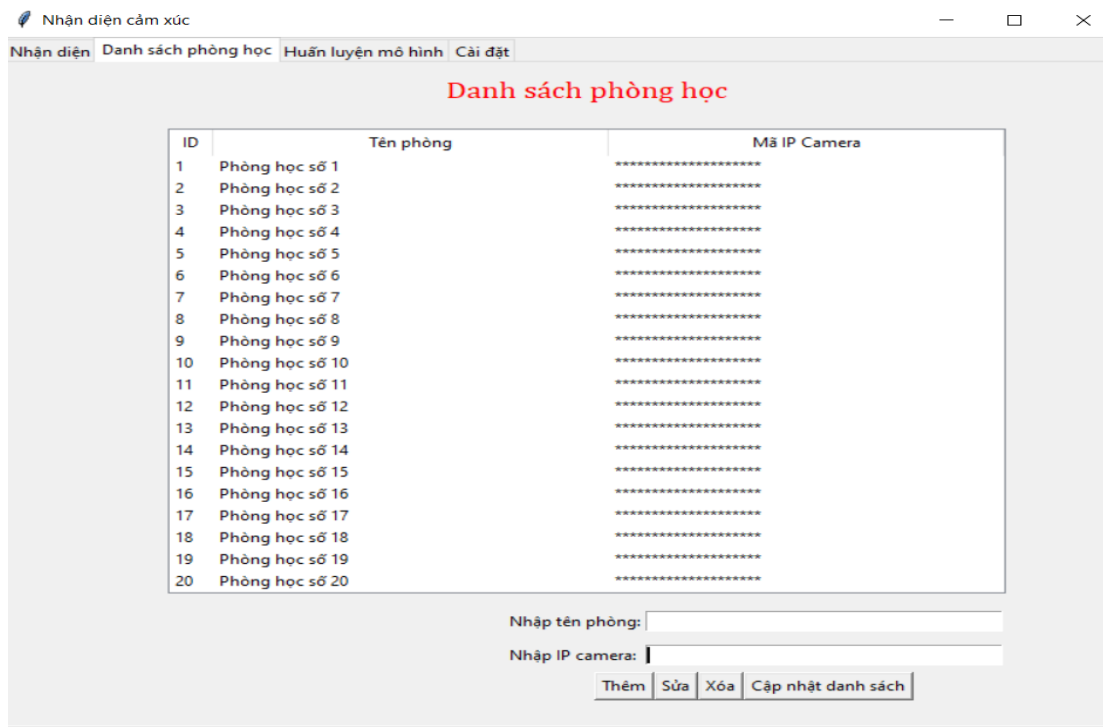 Nhận diện cảm xúc
Nhận diện Danh sách phòng học Huấn luyện mô hình Cài đặt
Danh sách phòng học
ID Tên phòng Mã IP Camera
1 Phòng học số 1 ********************
2 Phòng học số 2 ********************
3 Phòng học số 3 ********************
4 Phòng học số 4 ********************
5 Phòng học số 5 ********************
6 Phòng học số 6 ********************
7 Phòng học số 7 ********************
8 Phòng học số 8 ********************
9 Phòng học số 9 ********************
10 Phòng học số 10 ********************
11 Phòng học số 11 ********************
12 Phòng học số 12 ********************
13 Phòng học số 13 ********************
14 Phòng học số 14 ********************
15 Phòng học số 15 ********************
16 Phòng học số 16 ********************
17 Phòng học số 17 ********************
18 Phòng học số 18 ********************
19 Phòng học số 19 ********************
20 Phòng học số 20 ********************
Nhập tên phòng:
Nhập IP camera:
Thêm Sửa Xóa Cập nhật danh sách